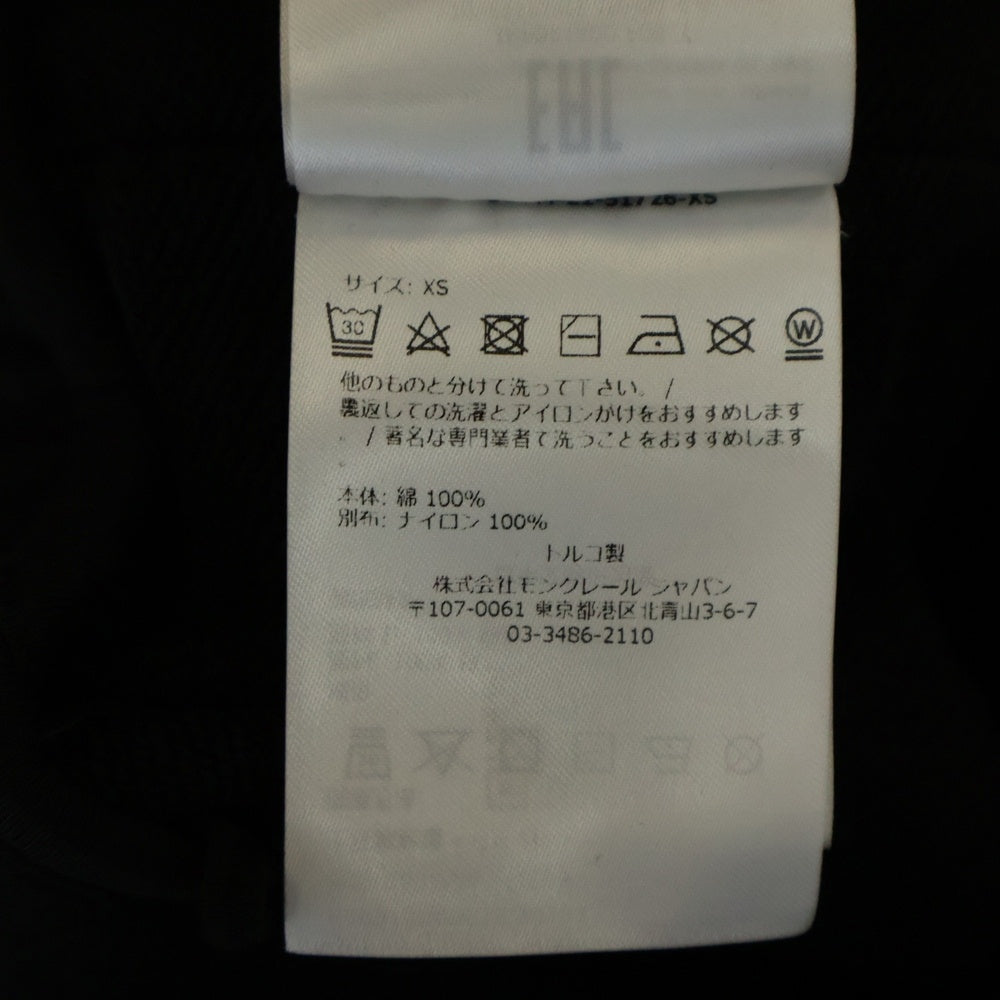 EAC
サイズ: XS
30
W
他のものと分けて洗って下さい。 /
裏返しての洗濯とアイロンがけをおすすめします
/ 著名な専門業者で洗うことをおすすめします
本体: 綿 100%
別布: ナイロン 100%
トルコ製
株式会社モンクレール ジャパン
〒107-0061 東京都港区北青山3-6-7
03-3486-2110